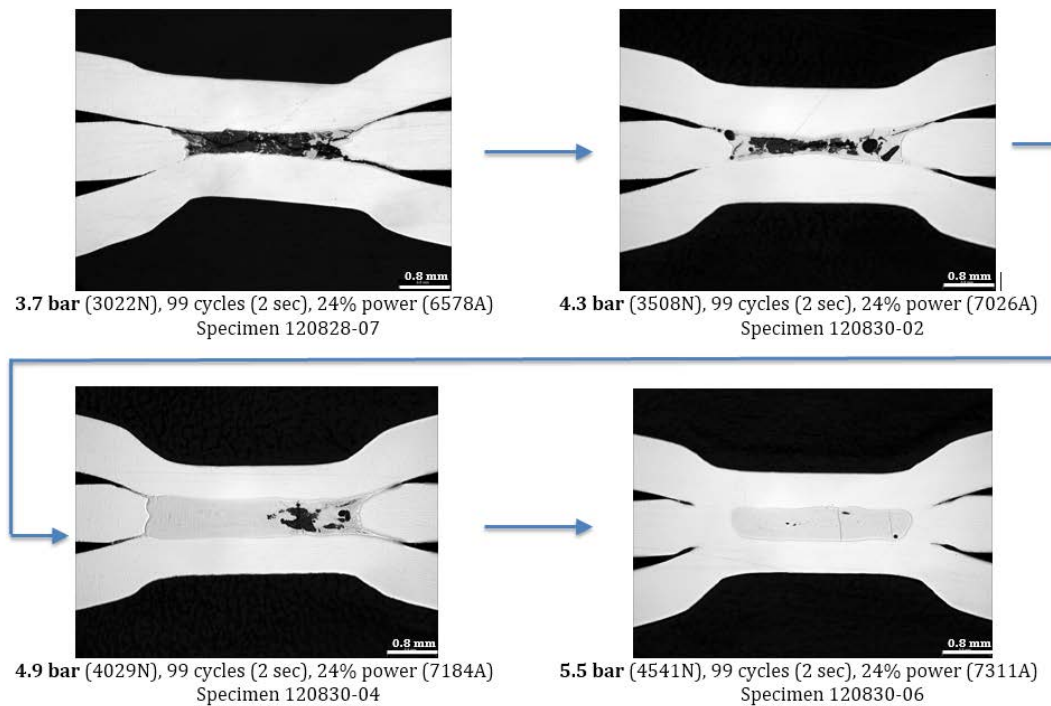 0.8 mm
3.7 bar (3022N), 99 cycles (2 sec), 24% power (6578A)
Specimen 120828-07
0.8 mm
4.3 bar (3508N), 99 cycles (2 sec), 24% power (7026A)
Specimen 120830-02
0.8 mm
4.9 bar (4029N), 99 cycles (2 sec), 24% power (7184A)
Specimen 120830-04
0.8 mm
5.5 bar (4541N), 99 cycles (2 sec), 24% power (7311A)
Specimen 120830-06